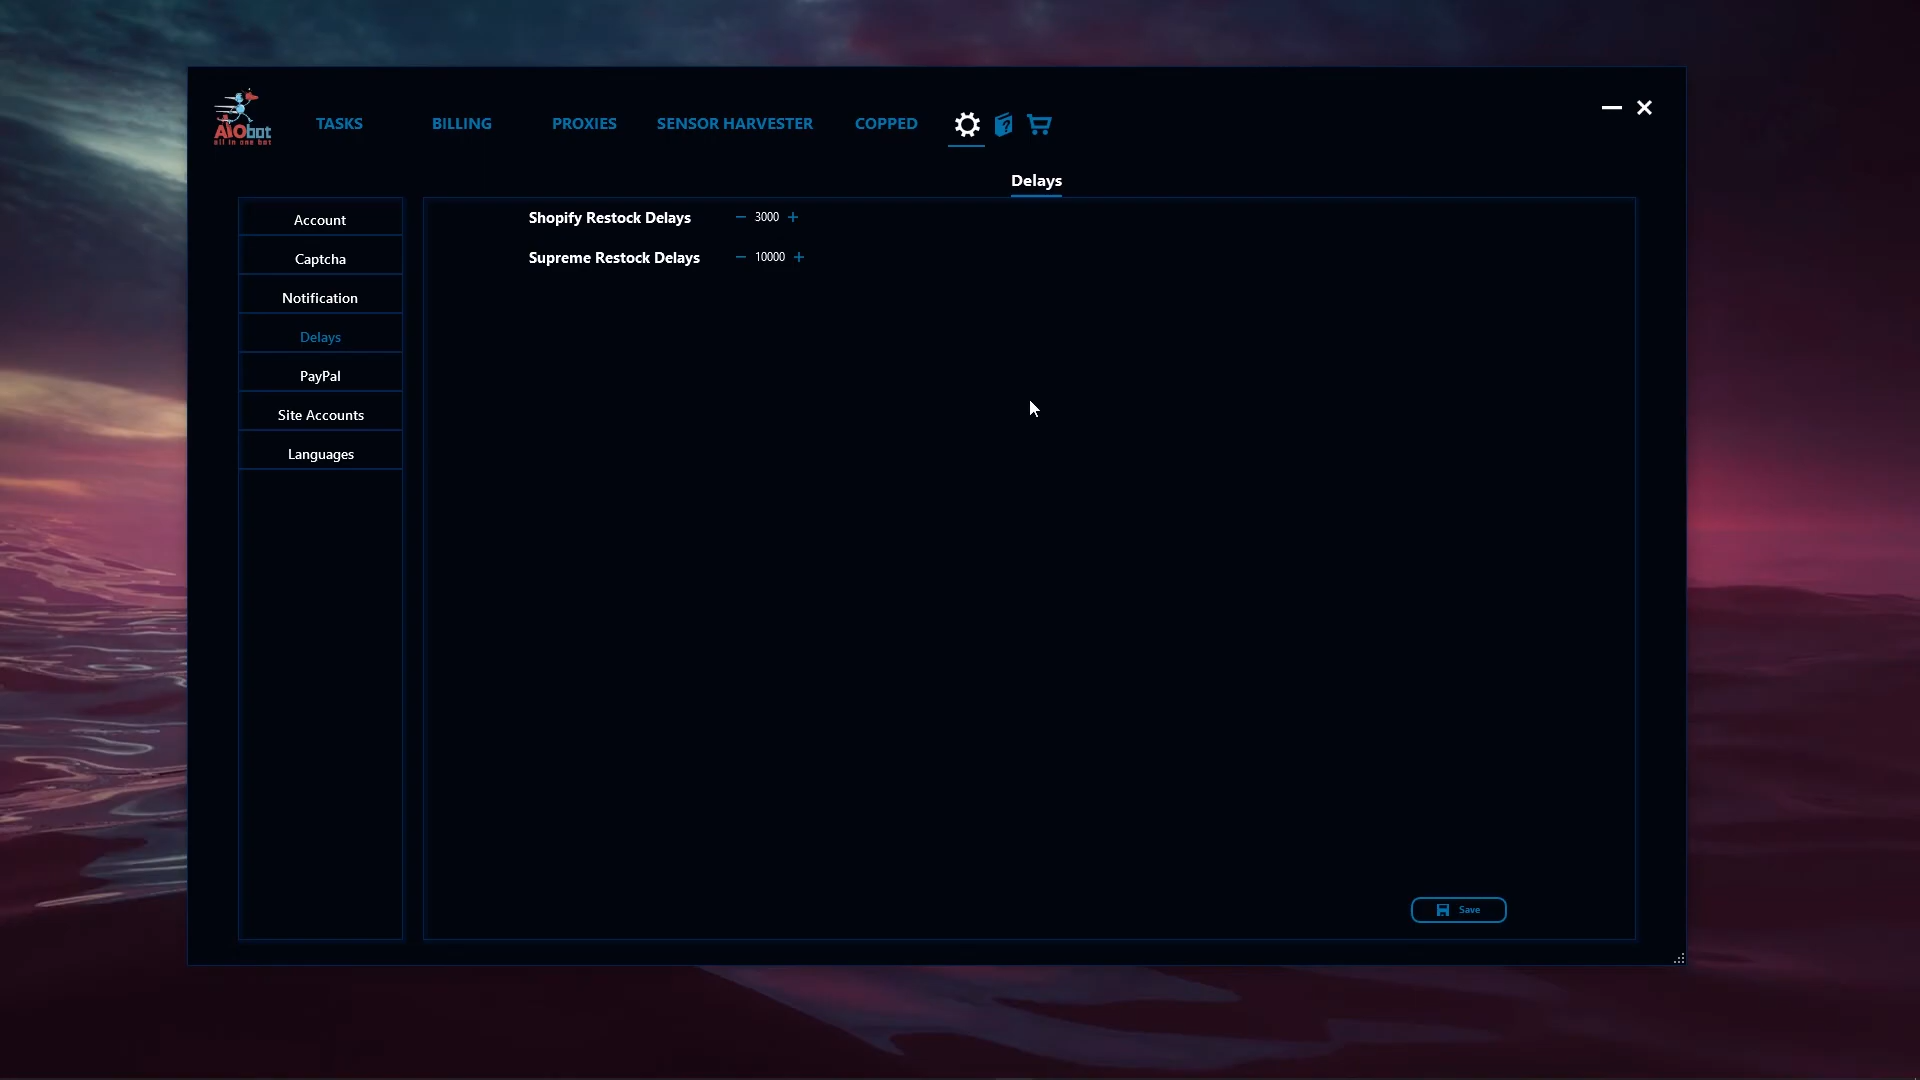 AIObot
all in one bot
TASKS
BILLING
PROXIES
SENSOR HARVESTER
COPPED
?
Delays
Account
Captcha
Notification
Delays
PayPal
Site Accounts
Languages
Shopify Restock Delays − 3000 +
Supreme Restock Delays − 10000 +
Save